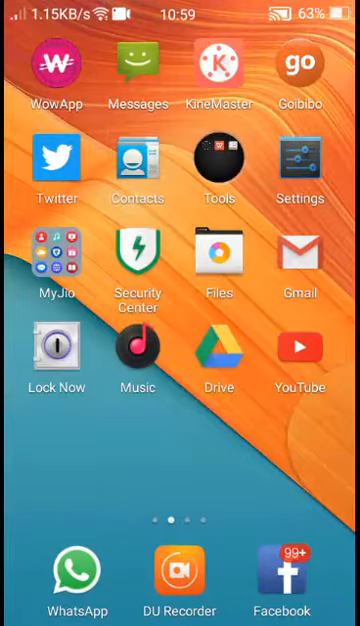 1.15KB/s 10:59 63%
WowApp Messages KineMaster Goibibo
go
Twitter Contacts Tools Settings
MyJio Security Center Files Gmail
Lock Now Music Drive YouTube
99+
WhatsApp DU Recorder Facebook